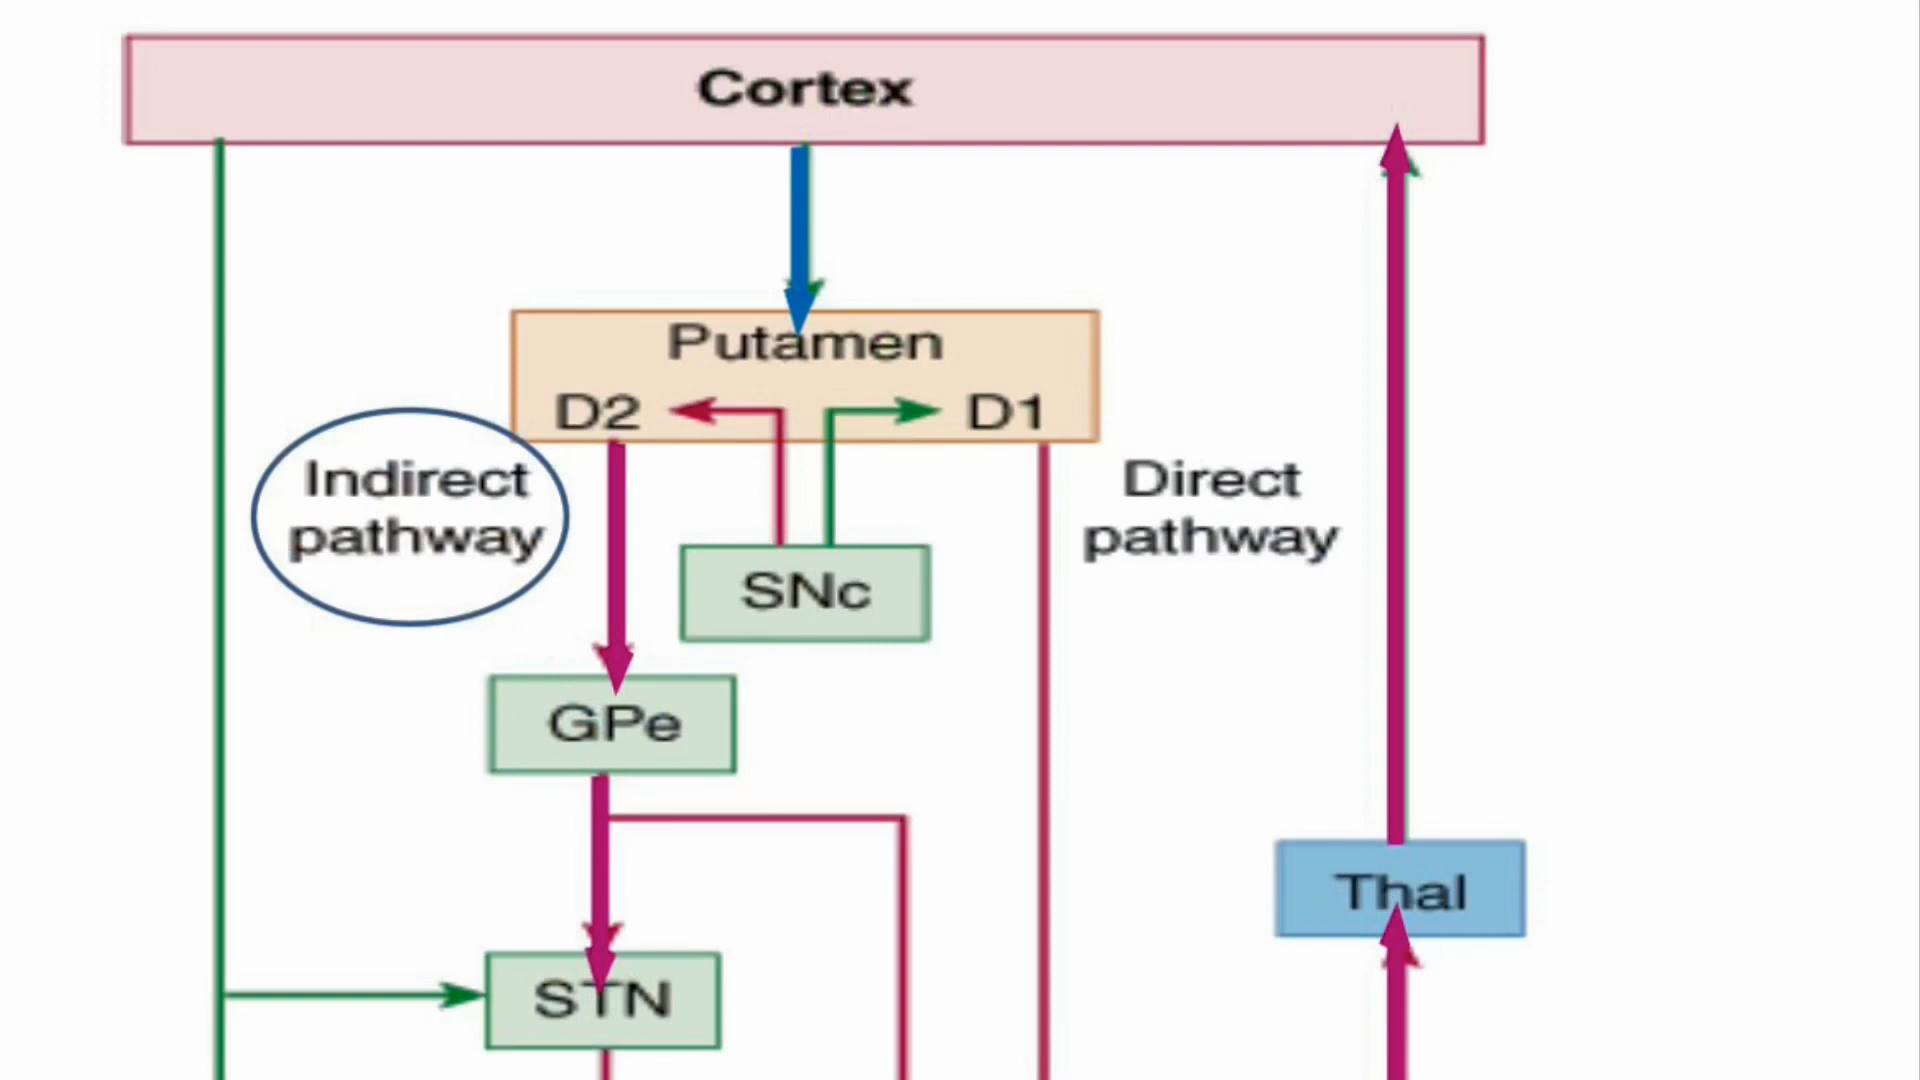 Cortex
Putamen
D2
D1
Indirect
pathway
Direct
pathway
SNc
GPe
Thal
STN